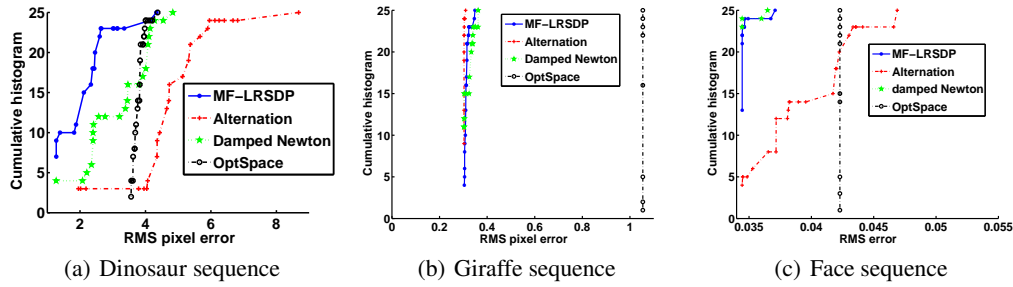 Cumulative histogram
25
20
15
10
5
0
2
4
6
8
RMS pixel error
MF-LRSDP
Alternation
Damped Newton
OptSpace
(a) Dinosaur sequence
Cumulative histogram
25
20
15
10
5
0
0
0.2
0.4
0.6
0.8
1
RMS pixel error
MF-LRSDP
Alternation
Damped Newton
OptSpace
(b) Giraffe sequence
Cumulative histogram
25
20
15
10
5
0
0.035
0.04
0.045
0.05
0.055
RMS error
MF-LRSDP
Alternation
damped Newton
OptSpace
(c) Face sequence